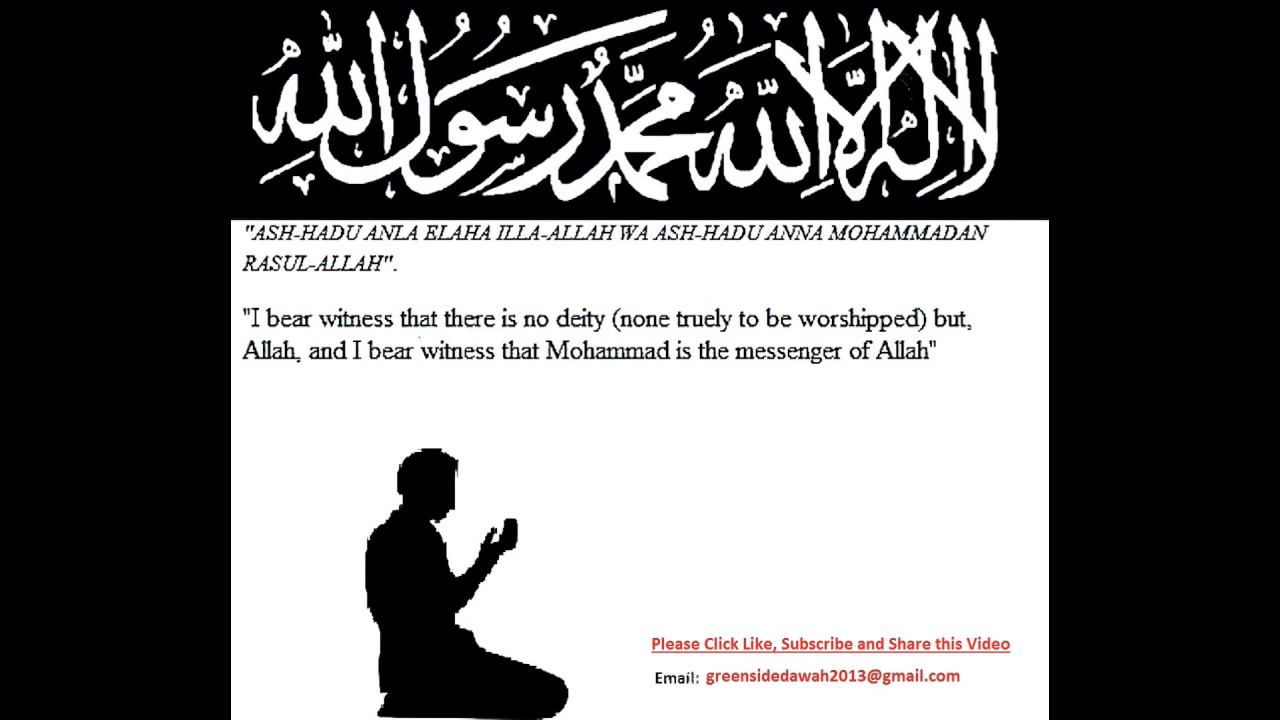 لا إله إلا الله محمد رسول الله
"ASH-HADU ANLA ELAHA ILLA-ALLAH WA ASH-HADU ANNA MOHAMMADAN
RASUL-ALLAH".
"I bear witness that there is no deity (none truely to be worshipped) but,
Allah, and I bear witness that Mohammad is the messenger of Allah"
Please Click Like, Subscribe and Share this Video
Email: greensidedawah2013@gmail.com